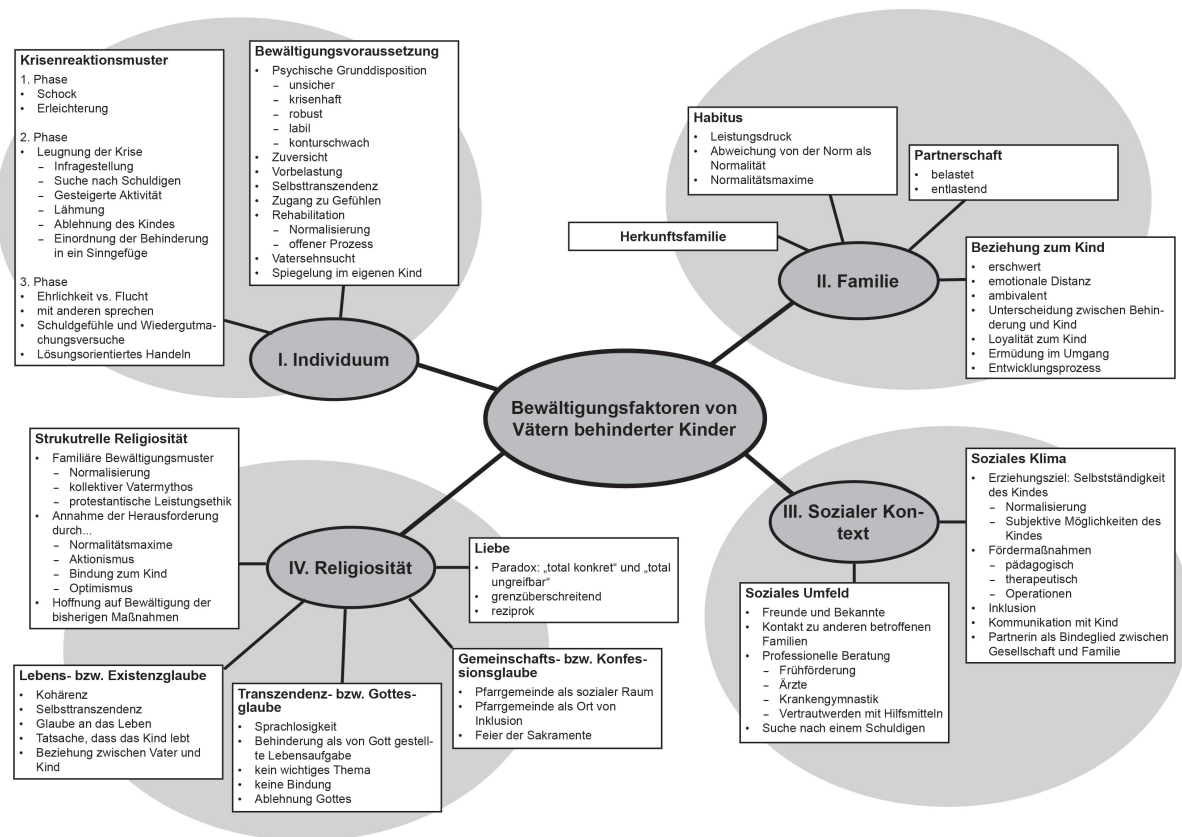 Krisenreaktionsmuster
1. Phase
• Schock
• Erleichterung
2. Phase
• Leugnung der Krise
– Infragestellung
– Suche nach Schuldigen
– Gesteigerte Aktivität
– Lähmung
– Ablehnung des Kindes
– Einordnung der Behinderung
in ein Sinngefüge
3. Phase
• Ehrlichkeit vs. Flucht
• mit anderen sprechen
• Schuldgefühle und Wiedergutma-
chungsversuche
• Lösungsorientiertes Handeln
Bewältigungsvoraussetzung
• Psychische Grunddisposition
– unsicher
– krisenhaft
– robust
– labil
– konturschwach
• Zuversicht
• Vorbelastung
• Selbsttranszendenz
• Zugang zu Gefühlen
• Rehabilitation
– Normalisierung
– offener Prozess
• Vatersehnsucht
• Spiegelung im eigenen Kind
I. Individuum
Habitus
• Leistungsdruck
• Abweichung von der Norm als
Normalität
• Normalitätsmaxime
Partnerschaft
• belastet
• entlastend
Herkunftsfamilie
II. Familie
Beziehung zum Kind
• erschwert
• emotionale Distanz
• ambivalent
• Unterscheidung zwischen Behin-
derung und Kind
• Loyalität zum Kind
• Ermüdung im Umgang
• Entwicklungsprozess
Bewältigungsfaktoren von
Vätern behinderter Kinder
Strukutrelle Religiosität
• Familiäre Bewältigungsmuster
– Normalisierung
– kollektiver Vatermythos
– protestantische Leistungsethik
• Annahme der Herausforderung
durch...
– Normalitätsmaxime
– Aktionismus
– Bindung zum Kind
– Optimismus
• Hoffnung auf Bewältigung der
bisherigen Maßnahmen
IV. Religiosität
Liebe
• Paradox: „total konkret“ und „total
ungreifbar“
• grenzüberschreitend
• reziprok
Lebens- bzw. Existenzglaube
• Kohärenz
• Selbsttranszendenz
• Glaube an das Leben
• Tatsache, dass das Kind lebt
• Beziehung zwischen Vater und
Kind
Transzendenz- bzw. Gottes-
glaube
• Sprachlosigkeit
• Behinderung als von Gott gestell-
te Lebensaufgabe
• kein wichtiges Thema
• keine Bindung
• Ablehnung Gottes
Gemeinschafts- bzw. Konfes-
sionsglaube
• Pfarrgemeinde als sozialer Raum
• Pfarrgemeinde als Ort von
Inklusion
• Feier der Sakramente
III. Sozialer Kon-
text
Soziales Klima
• Erziehungsziel: Selbstständigkeit
des Kindes
– Normalisierung
– Subjektive Möglichkeiten des
Kindes
• Fördermaßnahmen
– pädagogisch
– therapeutisch
– Operationen
• Inklusion
• Kommunikation mit Kind
• Partnerin als Bindeglied zwischen
Gesellschaft und Familie
Soziales Umfeld
• Freunde und Bekannte
• Kontakt zu anderen betroffenen
Familien
• Professionelle Beratung
– Frühförderung
– Ärzte
– Krankengymnastik
– Vertrautwerden mit Hilfsmitteln
• Suche nach einem Schuldigen